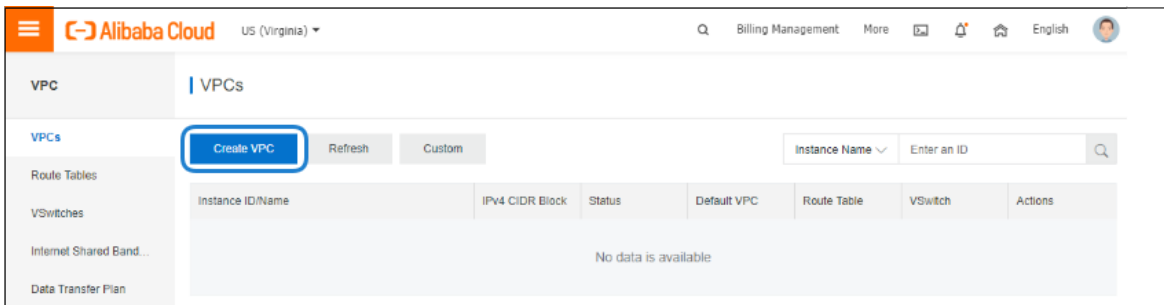 Alibaba Cloud US (Virginia) Billing Management More English
VPC VPCs
VPCs Create VPC Refresh Custom Instance Name Enter an ID
Route Tables
Instance ID/Name IPv4 CIDR Block Status Default VPC Route Table VSwitch Actions
VSwitches
Internet Shared Band...
No data is available
Data Transfer Plan